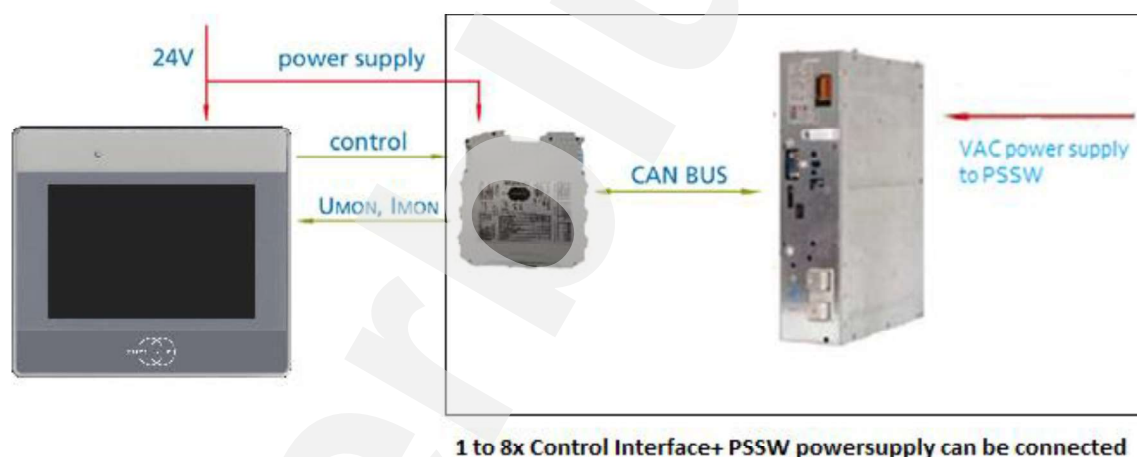 24V
power supply
control
UMON, IMON
CAN BUS
VAC power supply
to PSSW
1 to 8x Control Interface+ PSSW powersupply can be connected